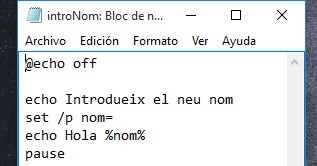 introNom: Bloc de n...
Archivo Edición Formato Ver Ayuda
@echo off
echo Introdueix el neu nom
set /p nom=
echo Hola %nom%
pause